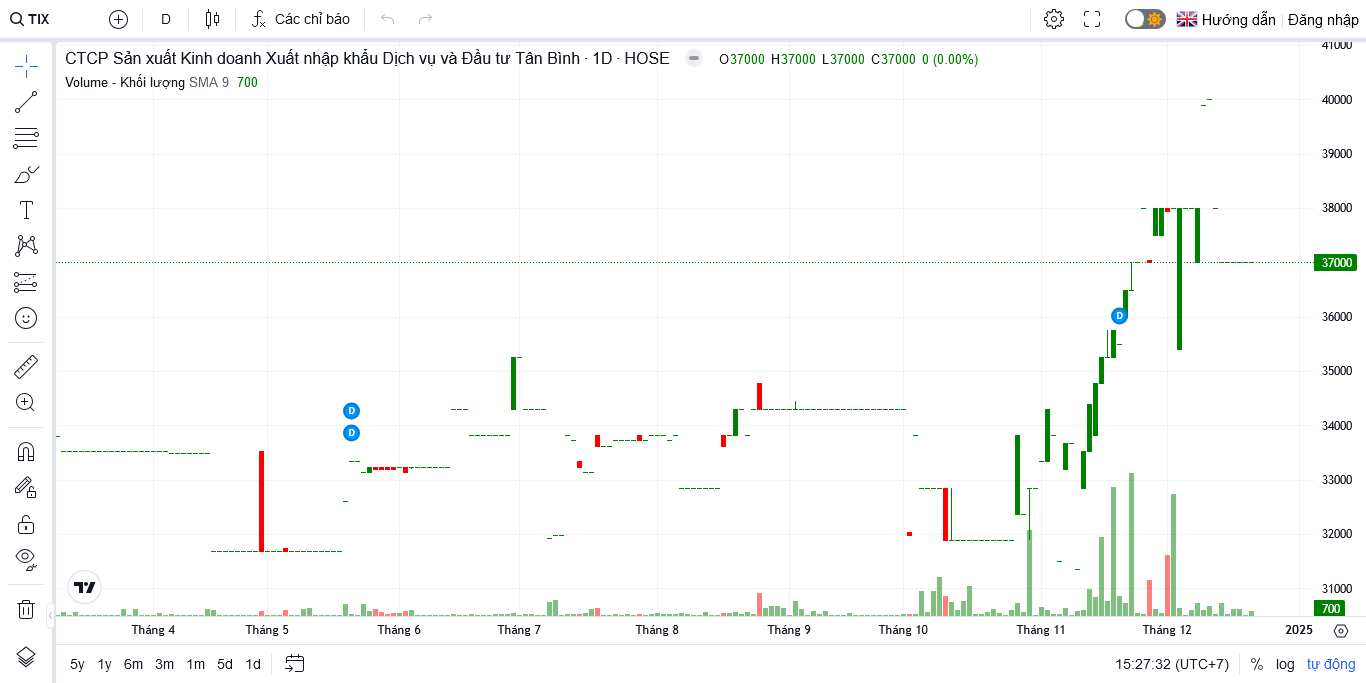 TIX D Các chỉ báo Hướng dẫn Đăng nhập
CTCP Sản xuất Kinh doanh Xuất nhập khẩu Dịch vụ và Đầu tư Tân Bình · 1D · HOSE O37000 H37000 L37000 C37000 0 (0.00%)
Volume - Khối lượng SMA 9 700
41000
40000
39000
38000
37000
36000
35000
34000
33000
32000
31000
700
D
D
D
Tháng 4 Tháng 5 Tháng 6 Tháng 7 Tháng 8 Tháng 9 Tháng 10 Tháng 11 Tháng 12 2025
5y 1y 6m 3m 1m 5d 1d 15:27:32 (UTC+7) % log tự động